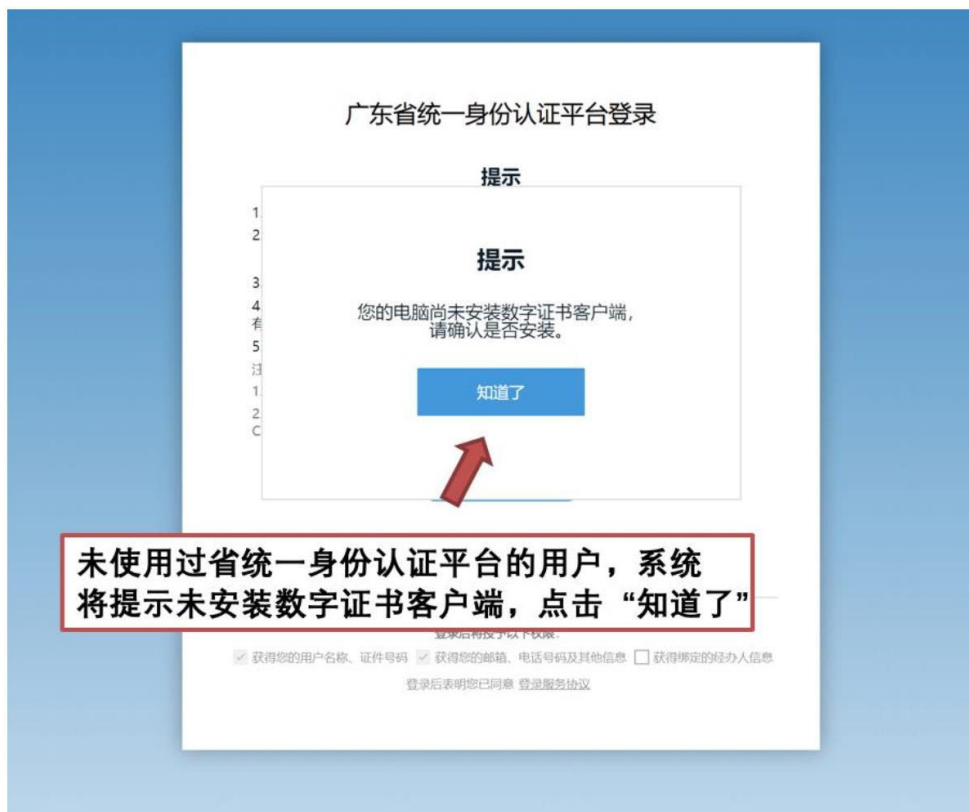 广东省统一身份认证平台登录
提示
1.
2
3
4
有
5
注
1.
2.
C
提示
您的电脑尚未安装数字证书客户端，
请确认是否安装。
知道了
未使用过省统一身份认证平台的用户，系统
将提示未安装数字证书客户端，点击“知道了”
登录后将授予以下权限：
获得您的用户名称、证件号码 获得您的邮箱、电话号码及其他信息 获得绑定的经办人信息
登录后表明您已同意 登录服务协议